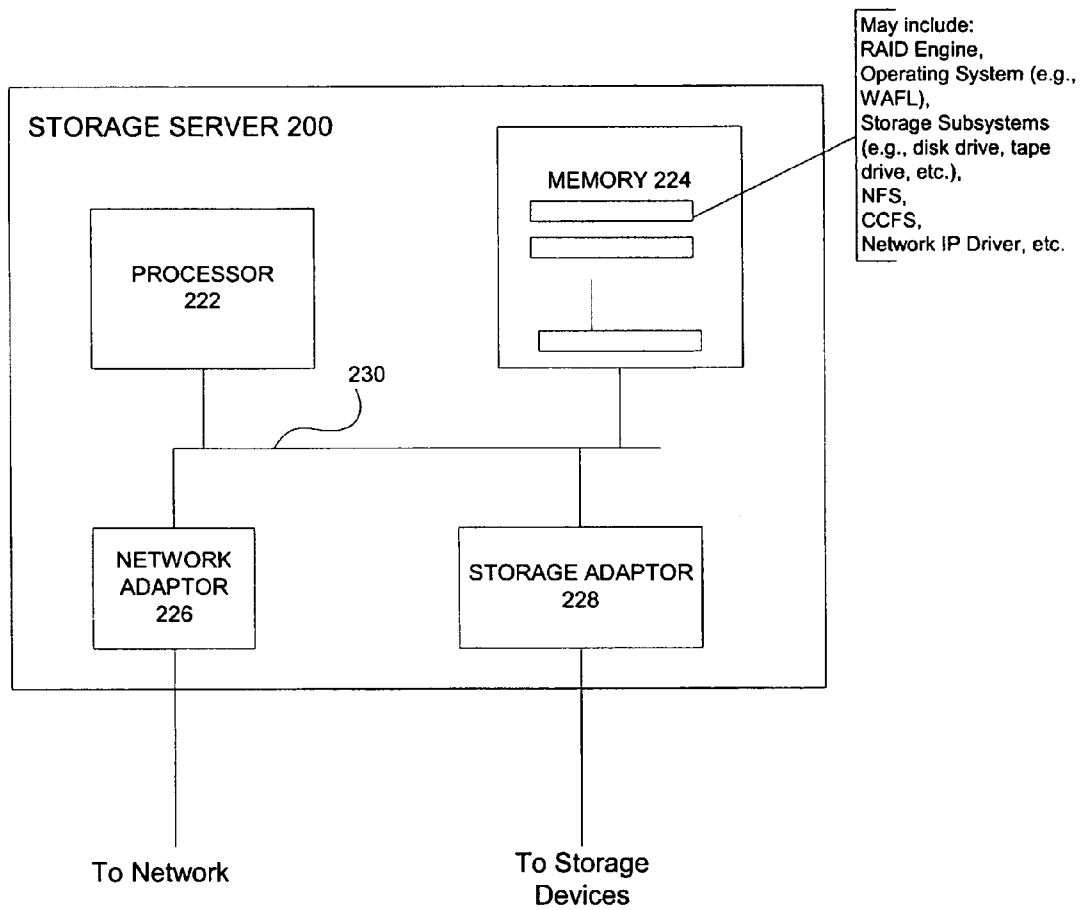 May include:
RAID Engine,
Operating System (e.g.,
WAFL),
Storage Subsystems
(e.g., disk drive, tape
drive, etc.),
NFS,
CCFS,
Network IP Driver, etc.
STORAGE SERVER 200
MEMORY 224
PROCESSOR
222
230
NETWORK
ADAPTOR
226
STORAGE ADAPTOR
228
To Network
To Storage
Devices